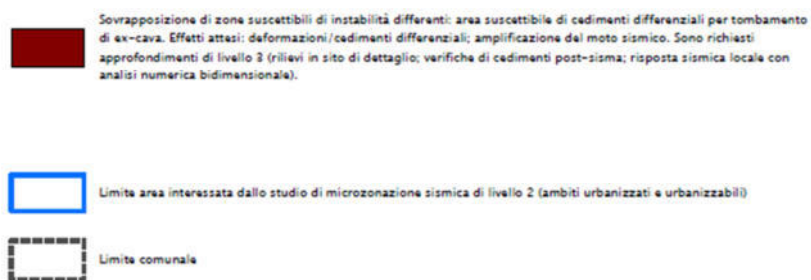 Sovrapposizione di zone suscettibili di instabilità differenti: area suscettibile di cedimenti differenziali per tombamento
di ex-cava. Effetti attesi: deformazioni/cedimenti differenziali; amplificazione del moto sismico. Sono richiesti
approfondimenti di livello 3 (rilievi in sito di dettaglio; verifiche di cedimenti post-sisma; risposta sismica locale con
analisi numerica bidimensionale).
Limite area interessata dallo studio di microzonazione sismica di livello 2 (ambiti urbanizzati e urbanizzabili)
Limite comunale